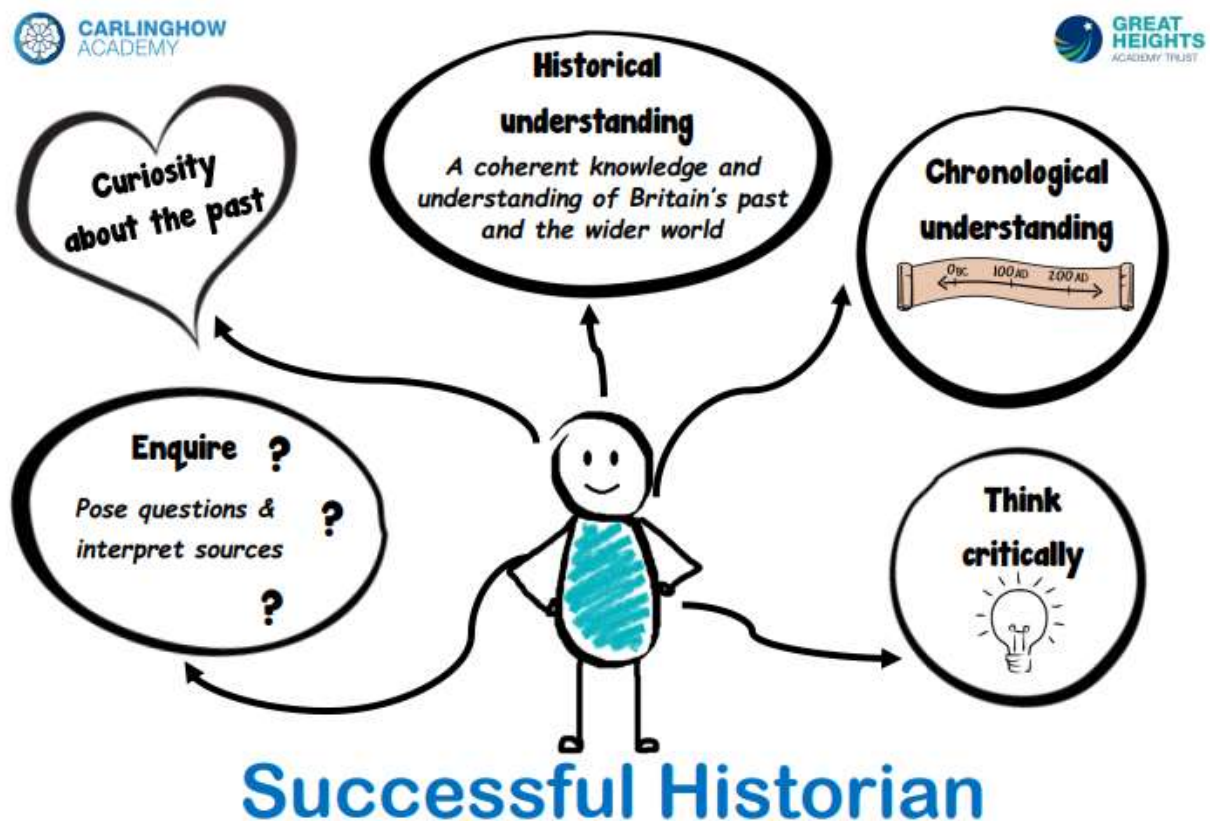 CARLINGHOW
ACADEMY
GREAT
HEIGHTS
ACADEMY TRUST
Historical
understanding
A coherent knowledge and
understanding of Britain's past
and the wider world
Curiosity
about the past
Chronological
understanding
0BC 100AD 200AD
Enquire ?
Pose questions &
interpret sources
?
?
Think
critically
Successful Historian